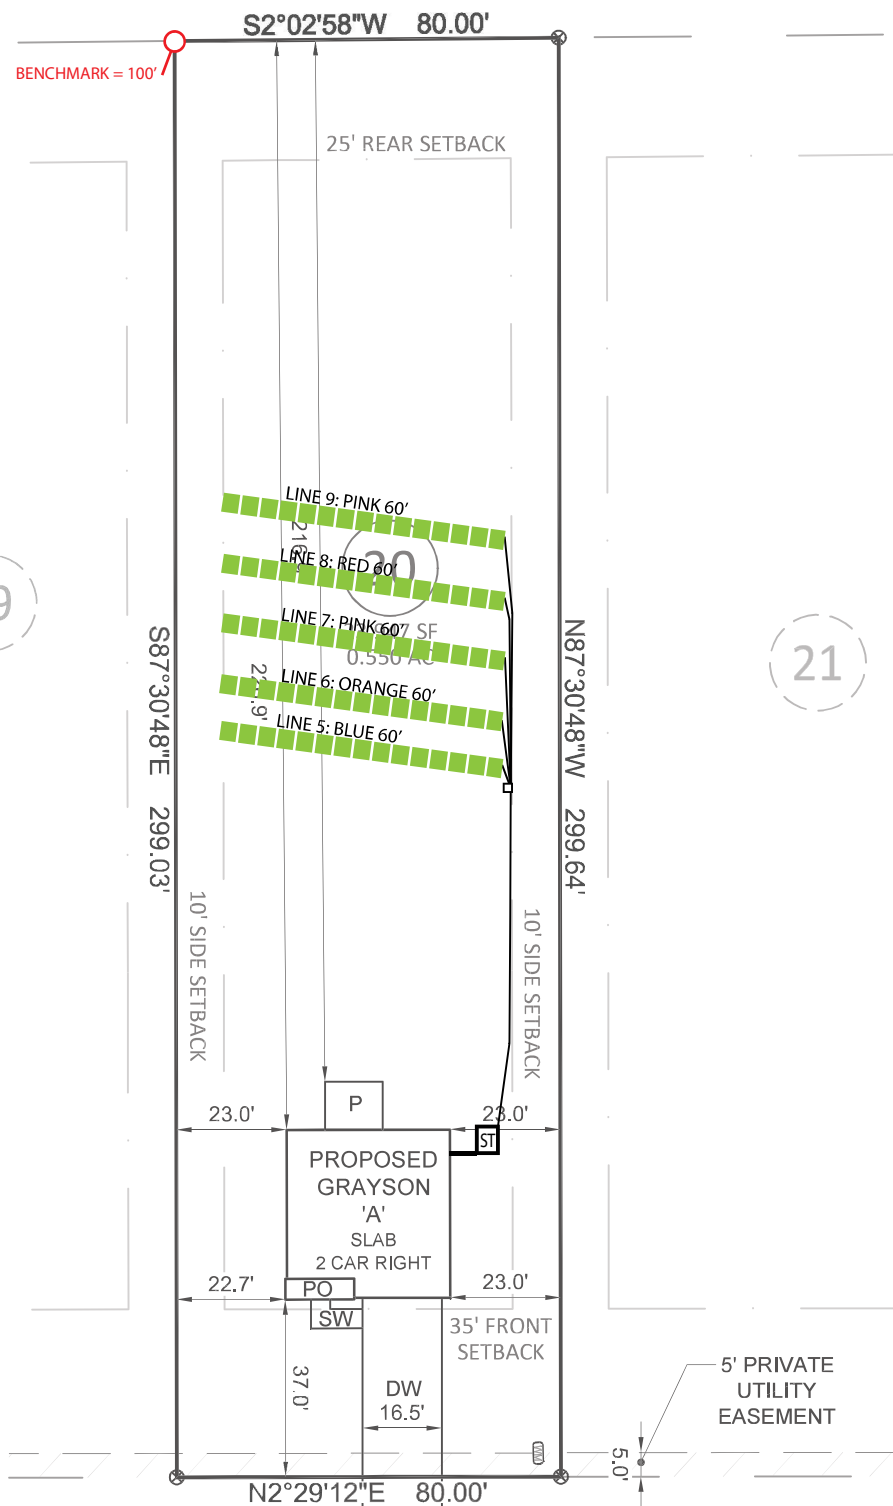 S2°02'58"W 80.00'
BENCHMARK = 100'
25' REAR SETBACK
LINE 9: PINK 60'
20
LINE 8: RED 60'
LINE 7: PINK 60'
SF
0.550 AC
LINE 6: ORANGE 60'
LINE 5: BLUE 60'
9
21
S87°30'48"E 299.03'
N87°30'48"W 299.64'
10' SIDE SETBACK
10' SIDE SETBACK
P
23.0'
23.0'
ST
PROPOSED
GRAYSON
'A'
SLAB
2 CAR RIGHT
22.7'
23.0'
PO
SW
35' FRONT
SETBACK
37.0'
DW
16.5'
5' PRIVATE
UTILITY
EASEMENT
WM
5.0'
N2°29'12"E 80.00'